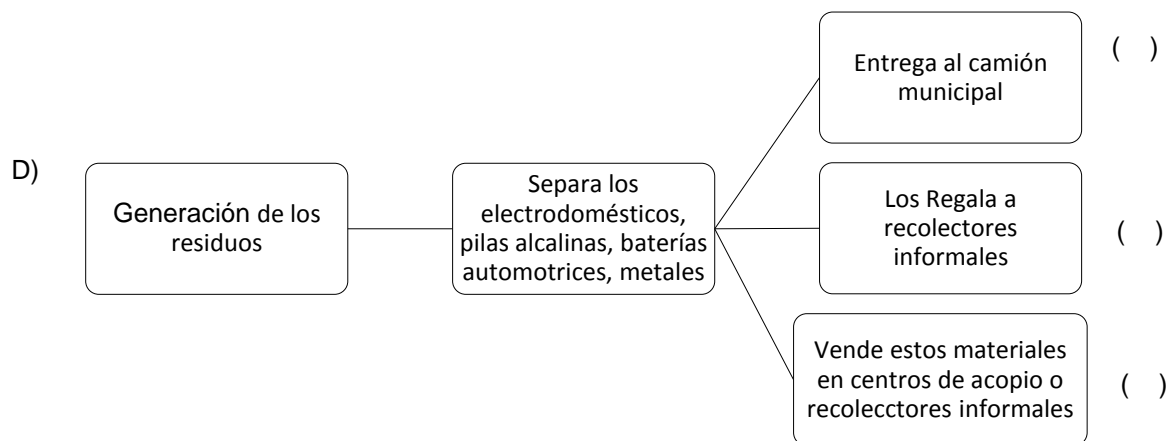 D)
Generación de los
residuos
Separa los
electrodomésticos,
pilas alcalinas, baterías
automotrices, metales
Entrega al camión
municipal
( )
Los Regala a
recolectores
informales
( )
Vende estos materiales
en centros de acopio o
recolecctores informales
( )